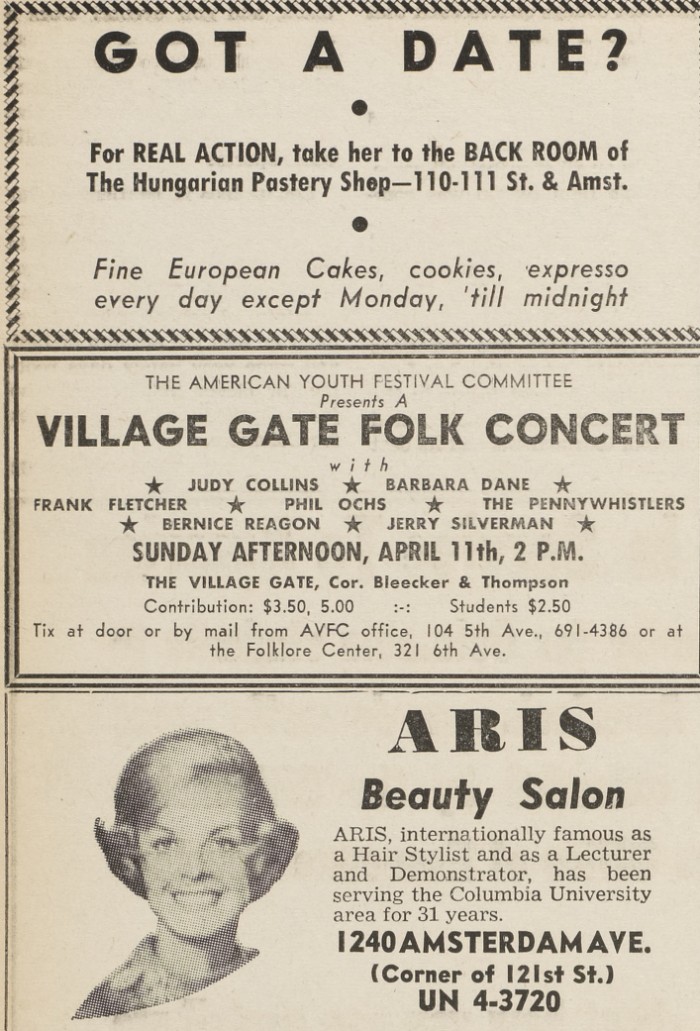 GOT A DATE?
For REAL ACTION, take her to the BACK ROOM of
The Hungarian Pastery Shop—110-111 St. & Amst.
Fine European Cakes, cookies, expresso
every day except Monday, 'till midnight
THE AMERICAN YOUTH FESTIVAL COMMITTEE
Presents A
VILLAGE GATE FOLK CONCERT
with
★ JUDY COLLINS ★ BARBARA DANE ★
FRANK FLETCHER ★ PHIL OCHS ★ THE PENNYWHISTLERS
★ BERNICE REAGON ★ JERRY SILVERMAN ★
SUNDAY AFTERNOON, APRIL 11th, 2 P.M.
THE VILLAGE GATE, Cor. Bleecker & Thompson
Contribution: $3.50, 5.00 :-: Students $2.50
Tix at door or by mail from AVFC office, 104 5th Ave., 691-4386 or at
the Folklore Center, 321 6th Ave.
ARIS
Beauty Salon
ARIS, internationally famous as
a Hair Stylist and as a Lecturer
and Demonstrator, has been
serving the Columbia University
area for 31 years.
1240 AMSTERDAM AVE.
(Corner of 121st St.)
UN 4-3720